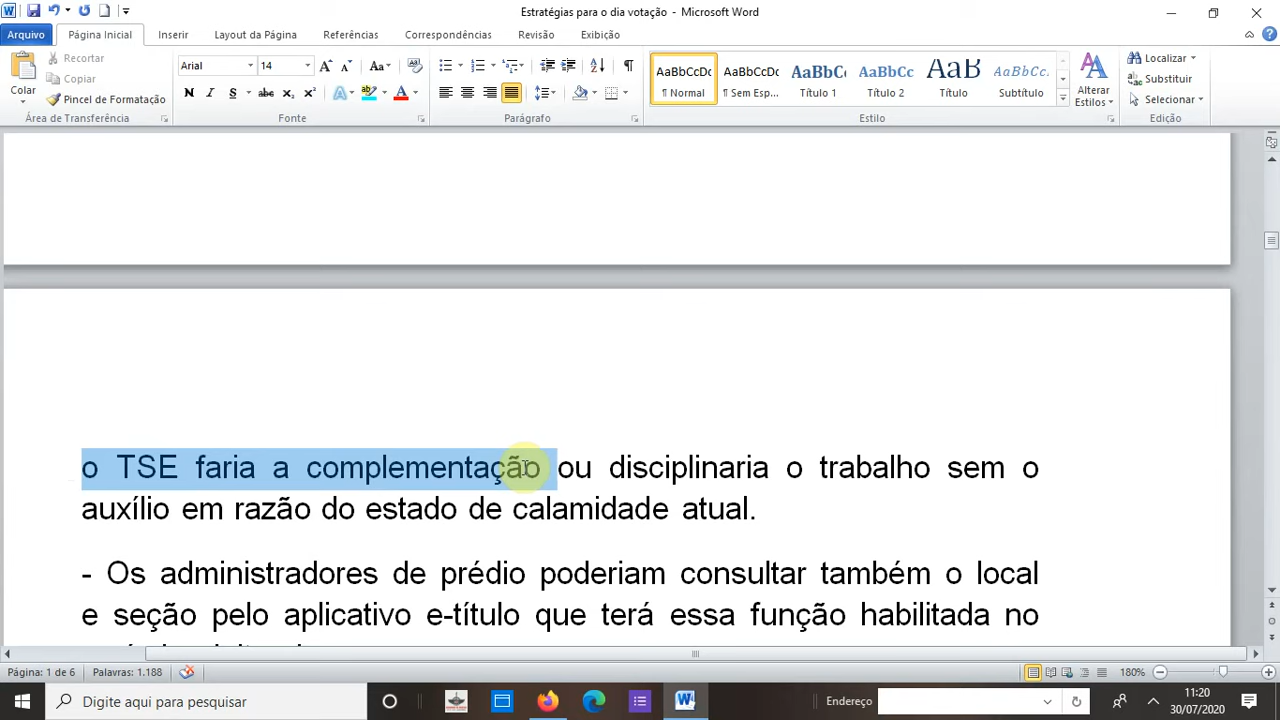 Estratégias para o dia votação - Microsoft Word
Arquivo Página Inicial Inserir Layout da Página Referências Correspondências Revisão Exibição
Colar
Recortar
Copiar
Pincel de Formatação
Área de Transferência
Arial 14
N I S abc x₂ x²
Fonte
Parágrafo
AaBbCcDc AaBbCcDc AaBbCc AaBbCc AaB AaBbCc.
¶ Normal ¶ Sem Esp... Título 1 Título 2 Título Subtítulo
Alterar
Estilos
Estilo
Localizar
Substituir
Selecionar
Edição
o TSE faria a complementação ou disciplinaria o trabalho sem o
auxílio em razão do estado de calamidade atual.
- Os administradores de prédio poderiam consultar também o local
e seção pelo aplicativo e-título que terá essa função habilitada no
Página: 1 de 6 Palavras: 1.188 180%
Digite aqui para pesquisar
Endereço
11:20
30/07/2020